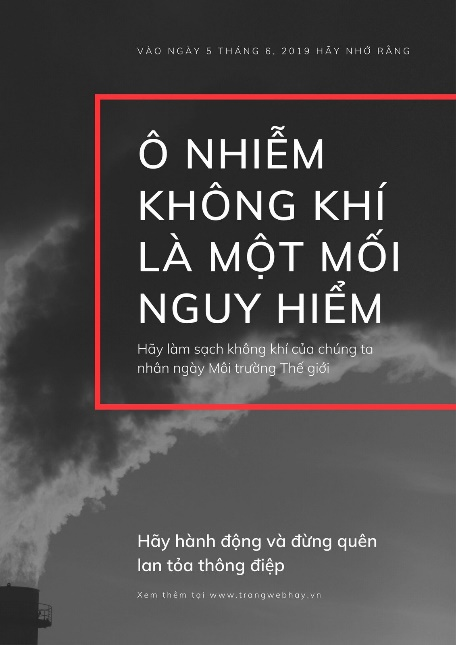 VÀO NGÀY 5 THÁNG 6, 2019 HÃY NHỚ RẰNG
Ô NHIỄM
KHÔNG KHÍ
LÀ MỘT MỐI
NGUY HIỂM
Hãy làm sạch không khí của chúng ta
nhân ngày Môi trường Thế giới
Hãy hành động và đừng quên
lan tỏa thông điệp
Xem thêm tại www.trangwebhay.vn